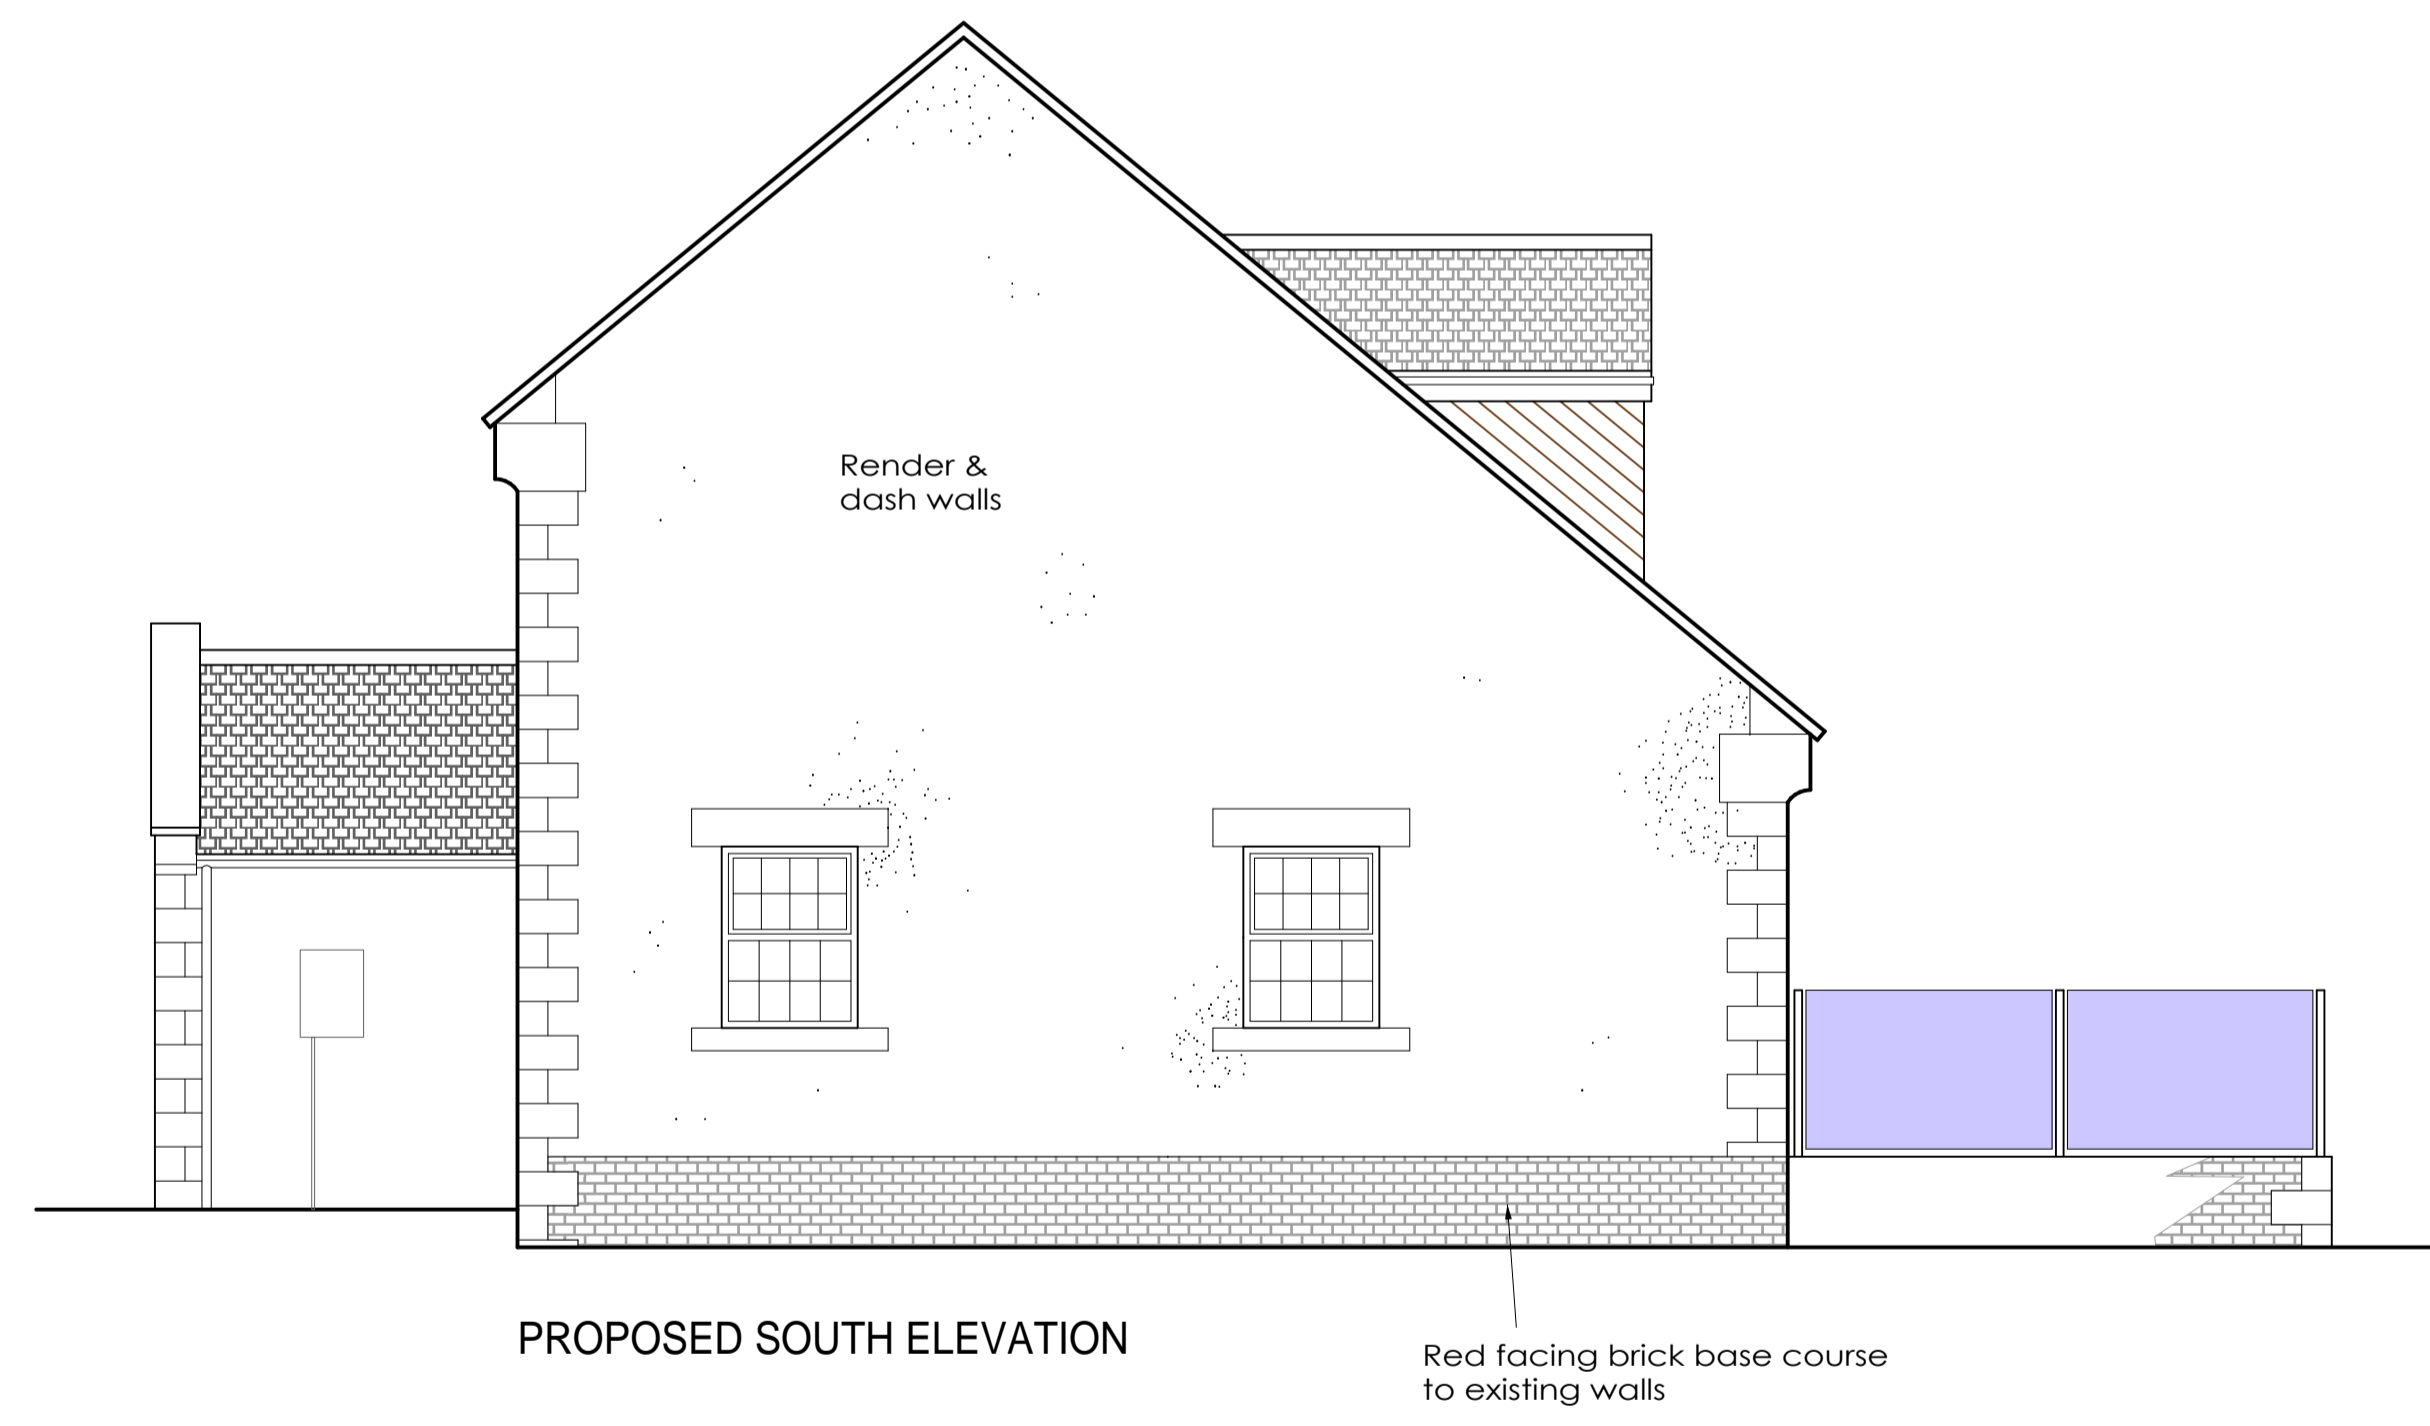 Render &
dash walls
PROPOSED SOUTH ELEVATION
Red facing brick base course
to existing walls